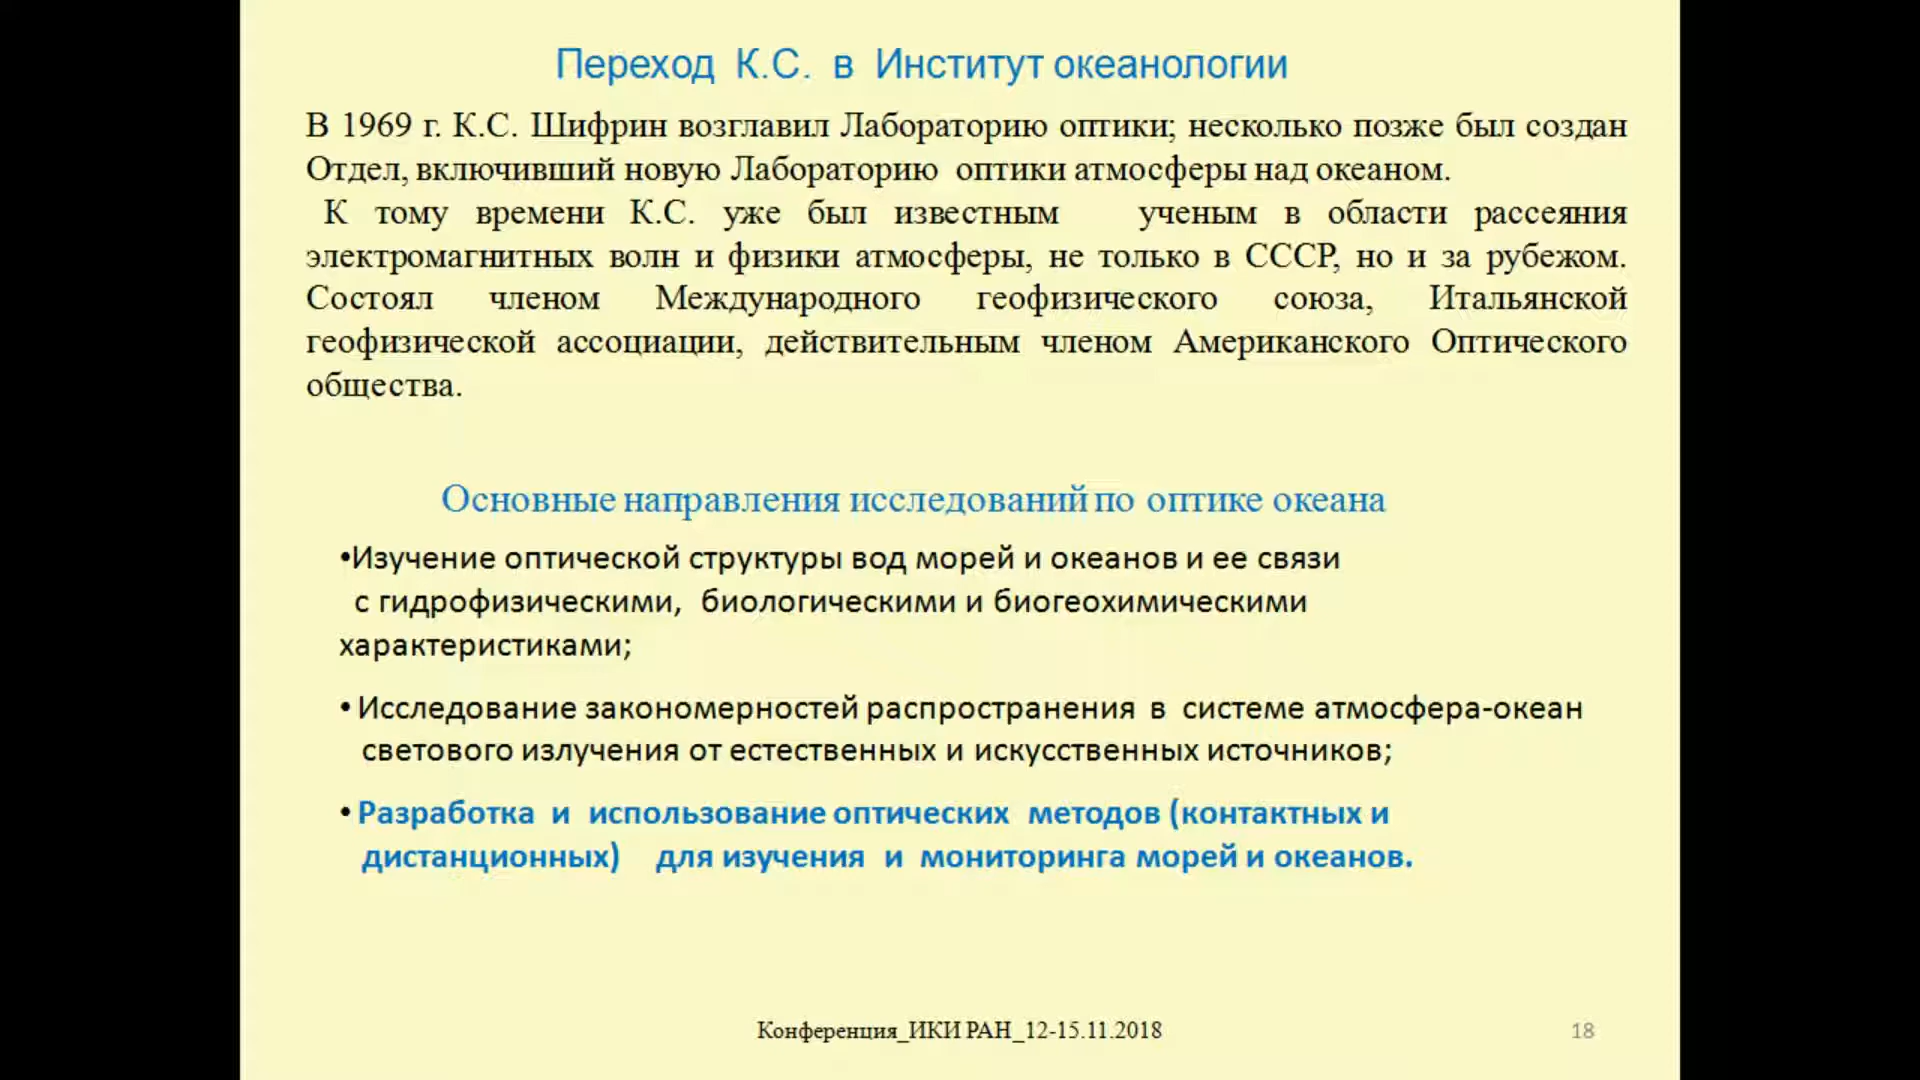 Переход К.С. в Институт океанологии
В 1969 г. К.С. Шифрин возглавил Лабораторию оптики; несколько позже был создан
Отдел, включивший новую Лабораторию оптики атмосферы над океаном.
К тому времени К.С. уже был известным ученым в области рассеяния
электромагнитных волн и физики атмосферы, не только в СССР, но и за рубежом.
Состоял членом Международного геофизического союза, Итальянской
геофизической ассоциации, действительным членом Американского Оптического
общества.
Основные направления исследований по оптике океана
•Изучение оптической структуры вод морей и океанов и ее связи
с гидрофизическими, биологическими и биогеохимическими
характеристиками;
• Исследование закономерностей распространения в системе атмосфера-океан
светового излучения от естественных и искусственных источников;
• Разработка и использование оптических методов (контактных и
дистанционных) для изучения и мониторинга морей и океанов.
Конференция_ИКИ РАН_12-15.11.2018
18